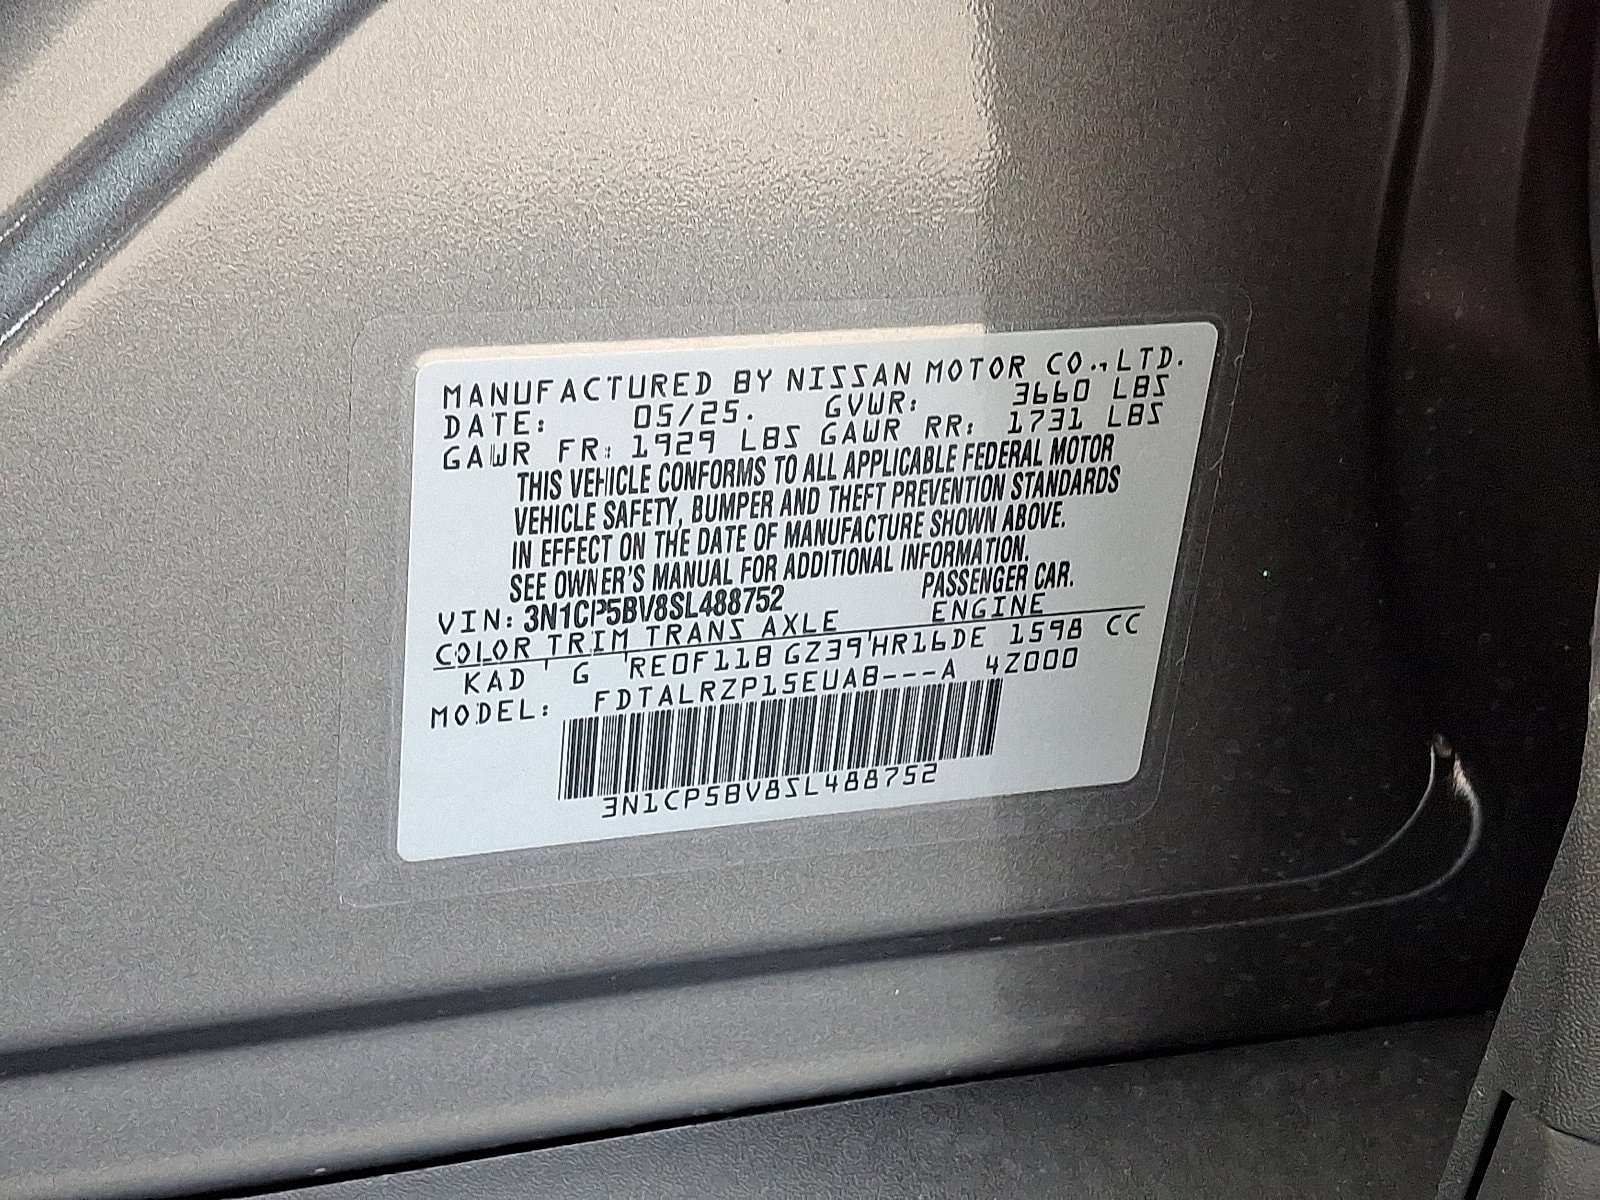 MANUFACTURED BY NISSAN MOTOR CO.,LTD.
DATE: 05/25. GVWR: 3660 LBS
GAWR FR: 1929 LBS GAWR RR: 1731 LBS
THIS VEHICLE CONFORMS TO ALL APPLICABLE FEDERAL MOTOR
VEHICLE SAFETY, BUMPER AND THEFT PREVENTION STANDARDS
IN EFFECT ON THE DATE OF MANUFACTURE SHOWN ABOVE.
SEE OWNER'S MANUAL FOR ADDITIONAL INFORMATION.
VIN: 3N1CP5BV8SL488752 PASSENGER CAR.
COLOR TRIM TRANS AXLE ENGINE
KAD ' G 'RE0F11B GZ39'HR16DE 1598 CC
MODEL: FDTALRZP15EUAB---A 4Z000
3N1CP5BV8SL488752